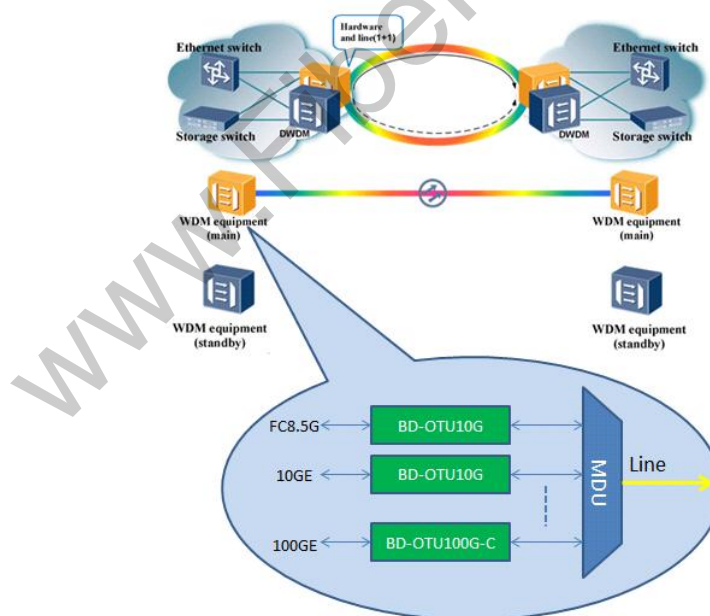 Hardware
and line(1+1)
Ethernet switch
Ethernet switch
Storage switch
DWDM
DWDM
Storage switch
WDM equipment
(main)
WDM equipment
(main)
WDM equipment
(standby)
WDM equipment
(standby)
FC8.5G
BD-OTU10G
10GE
BD-OTU10G
MDU
Line
100GE
BD-OTU100G-C
www.Fiber